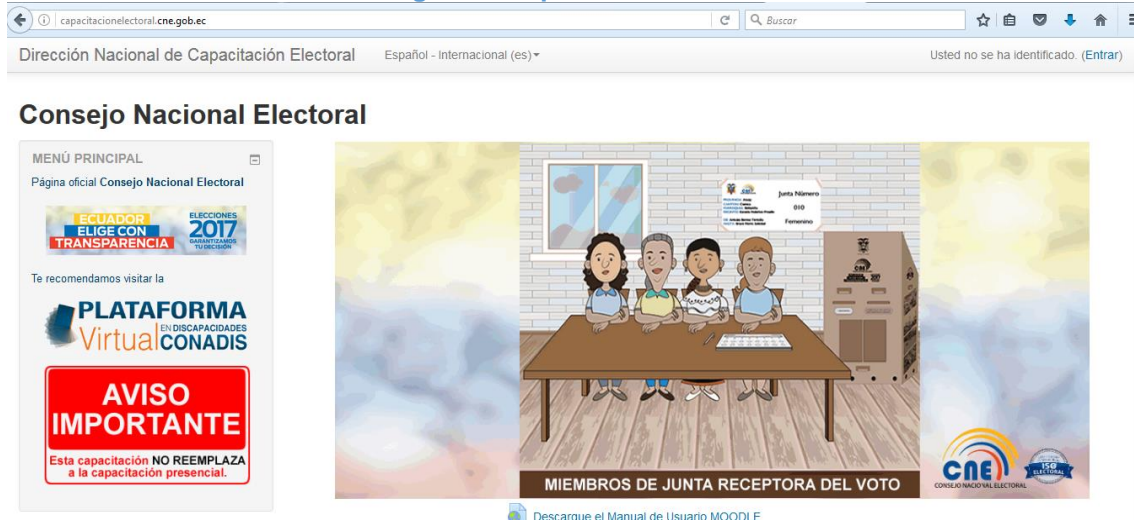 capacitacionelectoral.cne.gob.ec
Buscar
Dirección Nacional de Capacitación Electoral
Español - Internacional (es)
Usted no se ha identificado. (Entrar)
Consejo Nacional Electoral
MENÚ PRINCIPAL
Página oficial Consejo Nacional Electoral
ECUADOR
ELIGE CON
TRANSPARENCIA
ELECCIONES
2017
GARANTIZAMOS
TU DECISIÓN
Te recomendamos visitar la
PLATAFORMA
Virtual EN DISCAPACIDADES
CONADIS
AVISO
IMPORTANTE
Esta capacitación NO REEMPLAZA
a la capacitación presencial.
Junta Número
010
Femenino
CNE
MIEMBROS DE JUNTA RECEPTORA DEL VOTO
CNE
CONSEJO NACIONAL ELECTORAL
ISO
ELECTORAL
Descargue el Manual de Usuario MOODLE